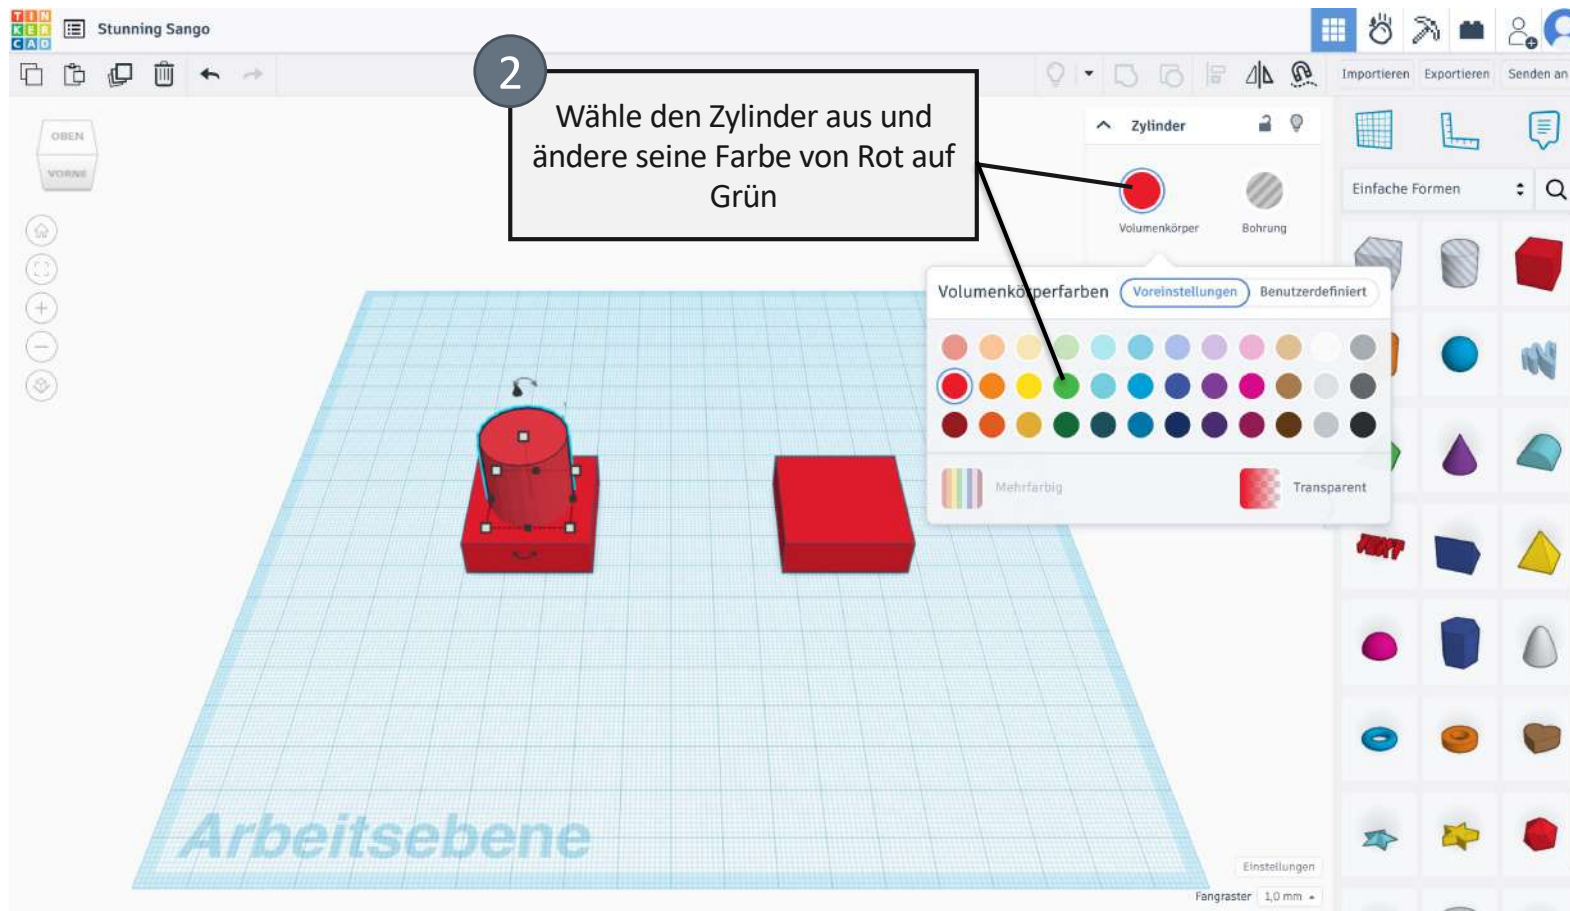 TIN
KER
CAD
Stunning Sango
2
Wähle den Zylinder aus und
ändere seine Farbe von Rot auf
Grün
Importieren
Exportieren
Senden an
OBEN
VORNE
Zylinder
Volumenkörper
Bohrung
Einfache Formen
Volumenkörperfarben
Voreinstellungen
Benutzerdefiniert
Mehrfarbig
Transparent
TEXT
Arbeitsebene
Einstellungen
Fangraster 1,0 mm